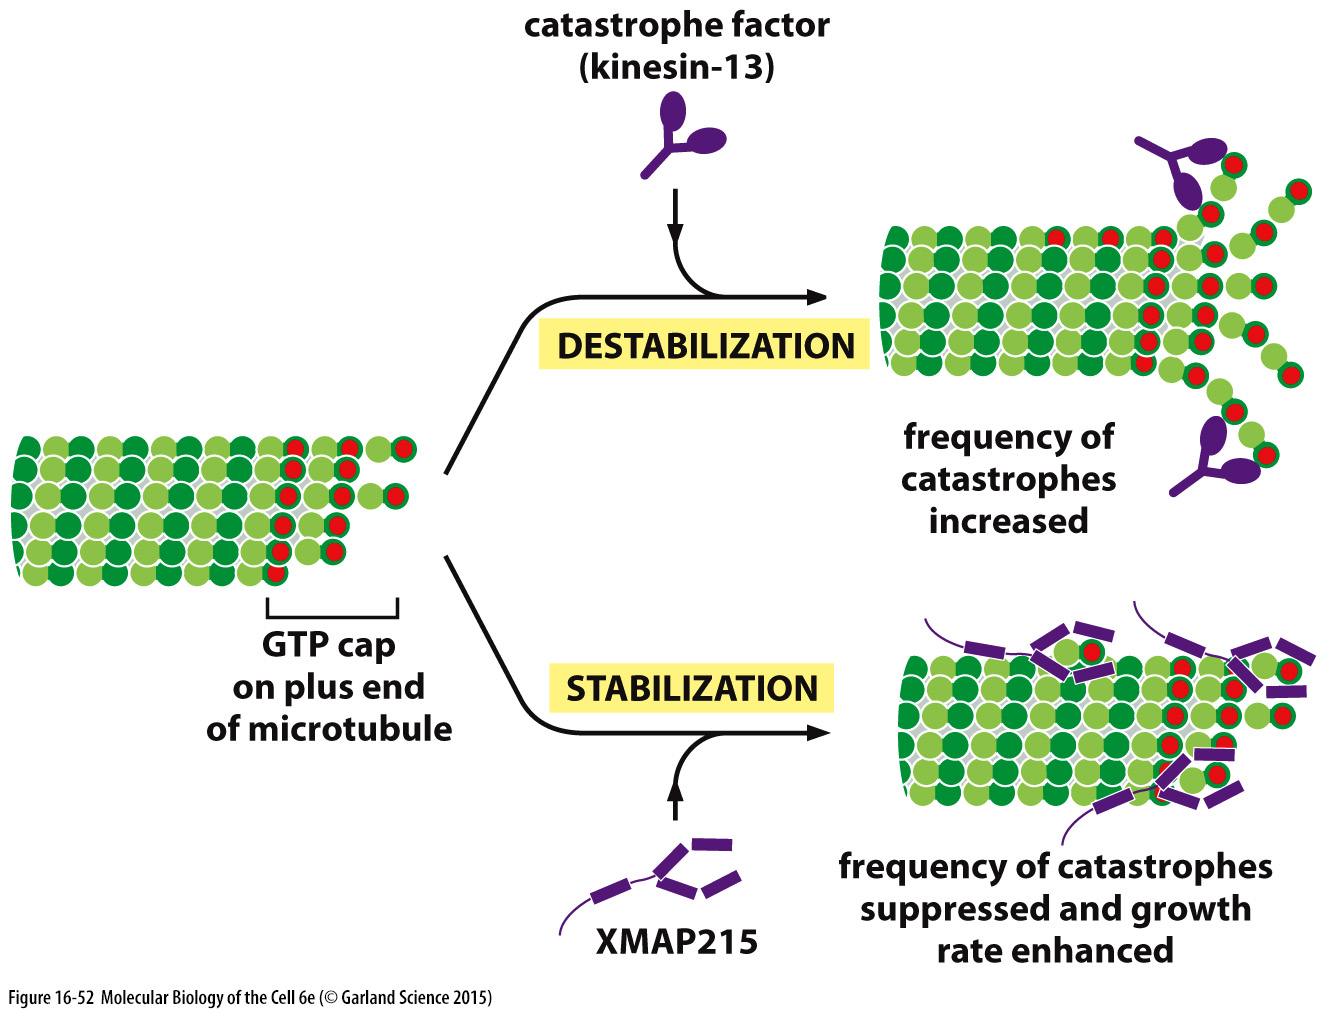 catastrophe factor
(kinesin-13)
DESTABILIZATION
frequency of
catastrophes
increased
GTP cap
on plus end
of microtubule
STABILIZATION
XMAP215
frequency of catastrophes
suppressed and growth
rate enhanced
Figure 16-52 Molecular Biology of the Cell 6e (© Garland Science 2015)